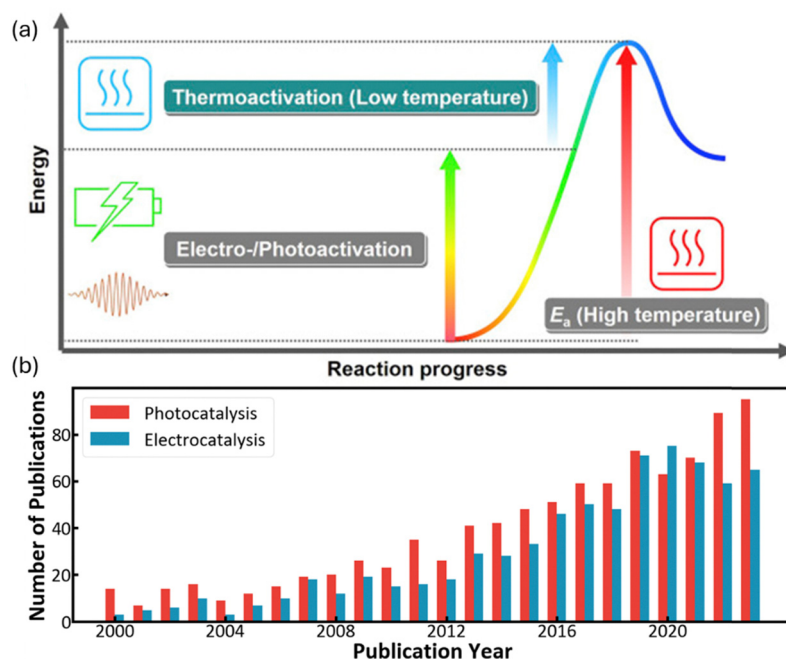 (a)
Thermoactivation (Low temperature)
Energy
Electro-/Photoactivation
Ea (High temperature)
Reaction progress
(b)
Photocatalysis
Electrocatalysis
Number of Publications
80
60
40
20
0
2000 2004 2008 2012 2016 2020
Publication Year